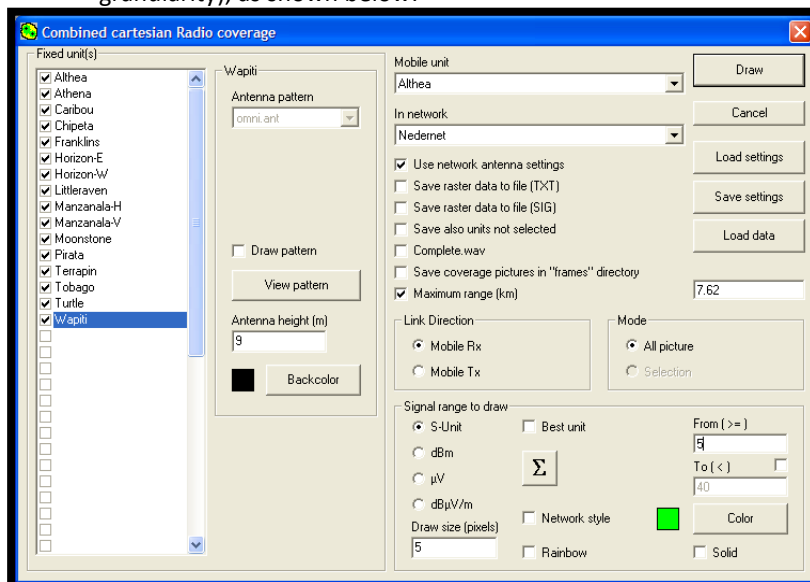 granularity), as shown below:
Combined cartesian Radio coverage
Fixed unit(s)
Althea
Athena
Caribou
Chipeta
Franklins
Horizon-E
Horizon-W
Littleraven
Manzanala-H
Manzanala-V
Moonstone
Pirata
Terrapin
Tobago
Turtle
Wapiti
Wapiti
Antenna pattern
omni.ant
Draw pattern
View pattern
Antenna height (m)
9
Backcolor
Mobile unit
Althea
In network
Nedernet
Use network antenna settings
Save raster data to file (TXT)
Save raster data to file (SIG)
Save also units not selected
Complete.wav
Save coverage pictures in "frames" directory
Maximum range (km)
7.62
Draw
Cancel
Load settings
Save settings
Load data
Link Direction
Mobile Rx
Mobile Tx
Mode
All picture
Selection
Signal range to draw
S-Unit
dBm
µV
dBµV/m
Draw size (pixels)
5
Best unit
Σ
Network style
Rainbow
From ( >= )
5
To ( < )
40
Color
Solid